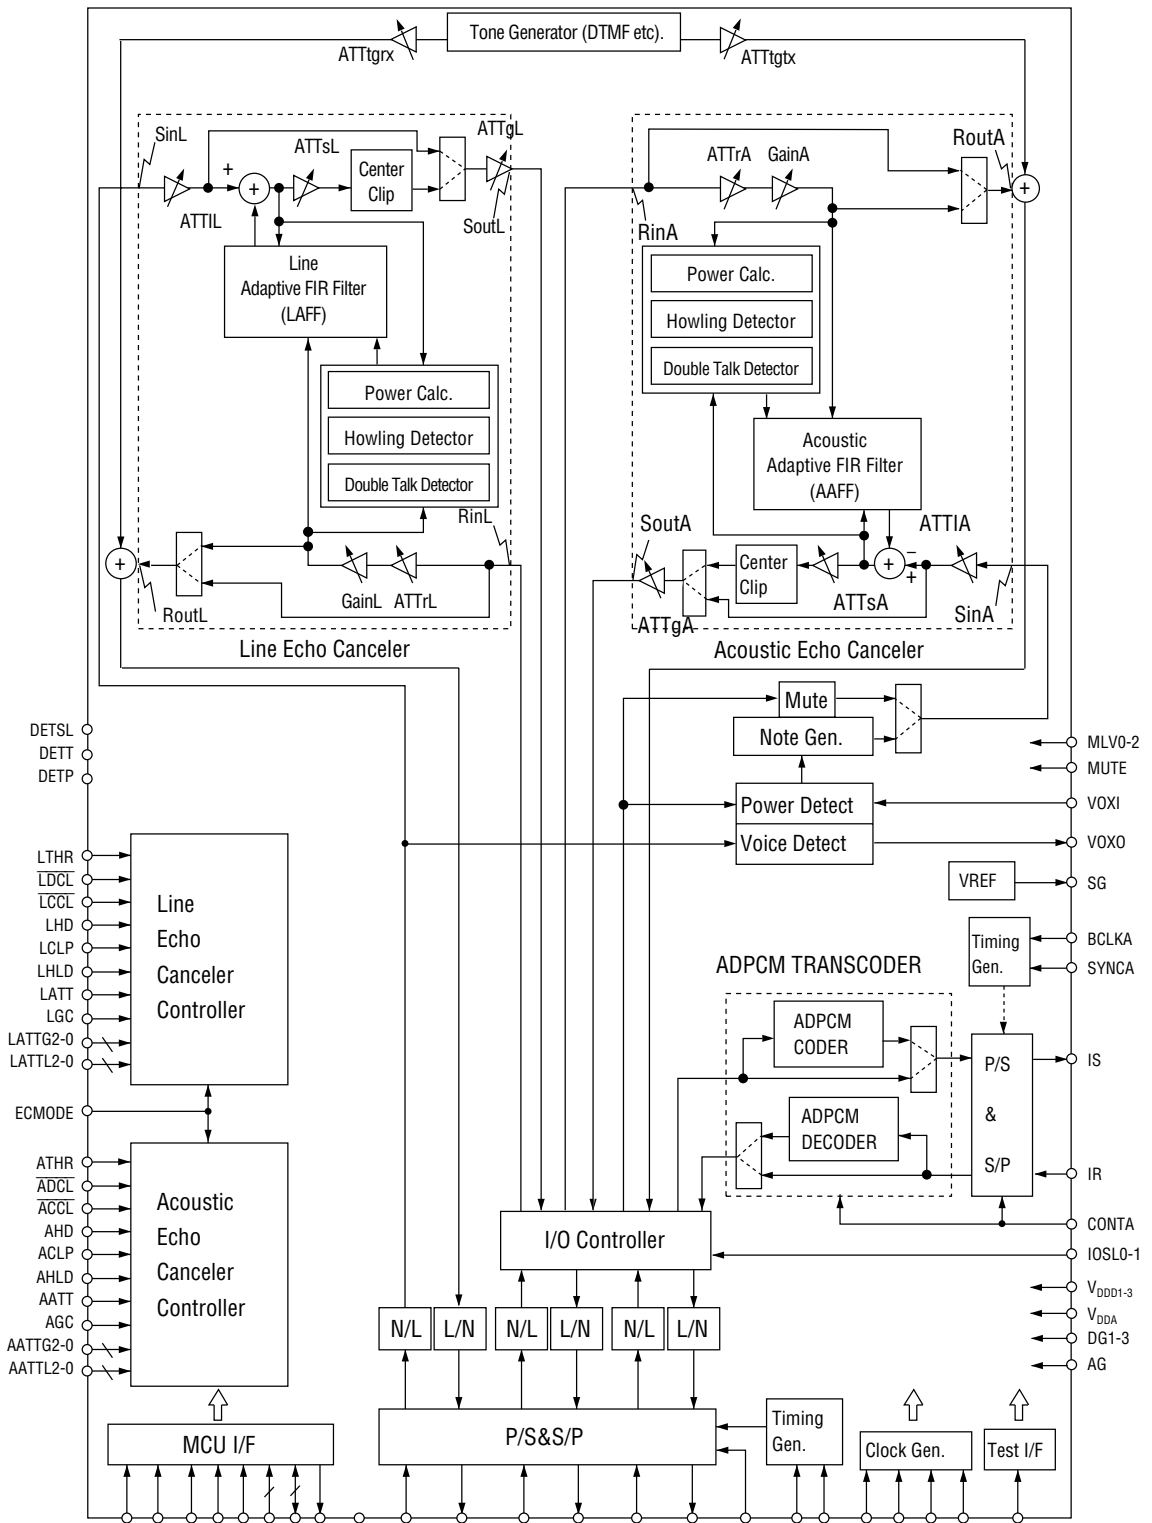 Tone Generator (DTMF etc).
ATTtgrx
ATTtgtx
SinL
ATTsL
ATTgL
Center
Clip
+
+
ATTIL
SoutL
Line
Adaptive FIR Filter
(LAFF)
Power Calc.
Howling Detector
Double Talk Detector
RinL
+
RoutL
GainL
ATTrL
Line Echo Canceler
RoutA
ATTrA
GainA
+
RinA
Power Calc.
Howling Detector
Double Talk Detector
Acoustic
Adaptive FIR Filter
(AAFF)
SoutA
ATTIA
Center
Clip
+
−
+
ATTsA
ATTgA
SinA
Acoustic Echo Canceler
Mute
Note Gen.
Power Detect
Voice Detect
DETSL
DETT
DETP
MLV0-2
MUTE
VOXI
VOXO
VREF
SG
LTHR
LDCL
LCCL
LHD
LCLP
LHLD
LATT
LGC
LATTG2-0
LATTL2-0
Line
Echo
Canceler
Controller
ECMODE
ATHR
ADCL
ACCL
AHD
ACLP
AHLD
AATT
AGC
AATTG2-0
AATTL2-0
Acoustic
Echo
Canceler
Controller
Timing
Gen.
BCLKA
SYNCA
ADPCM TRANSCODER
ADPCM
CODER
ADPCM
DECODER
P/S
&
S/P
IS
IR
CONTA
IOSL0-1
I/O Controller
VDDD1-3
VDDA
DG1-3
AG
N/L
L/N
N/L
L/N
N/L
L/N
MCU I/F
P/S&S/P
Timing
Gen.
Clock Gen.
Test I/F